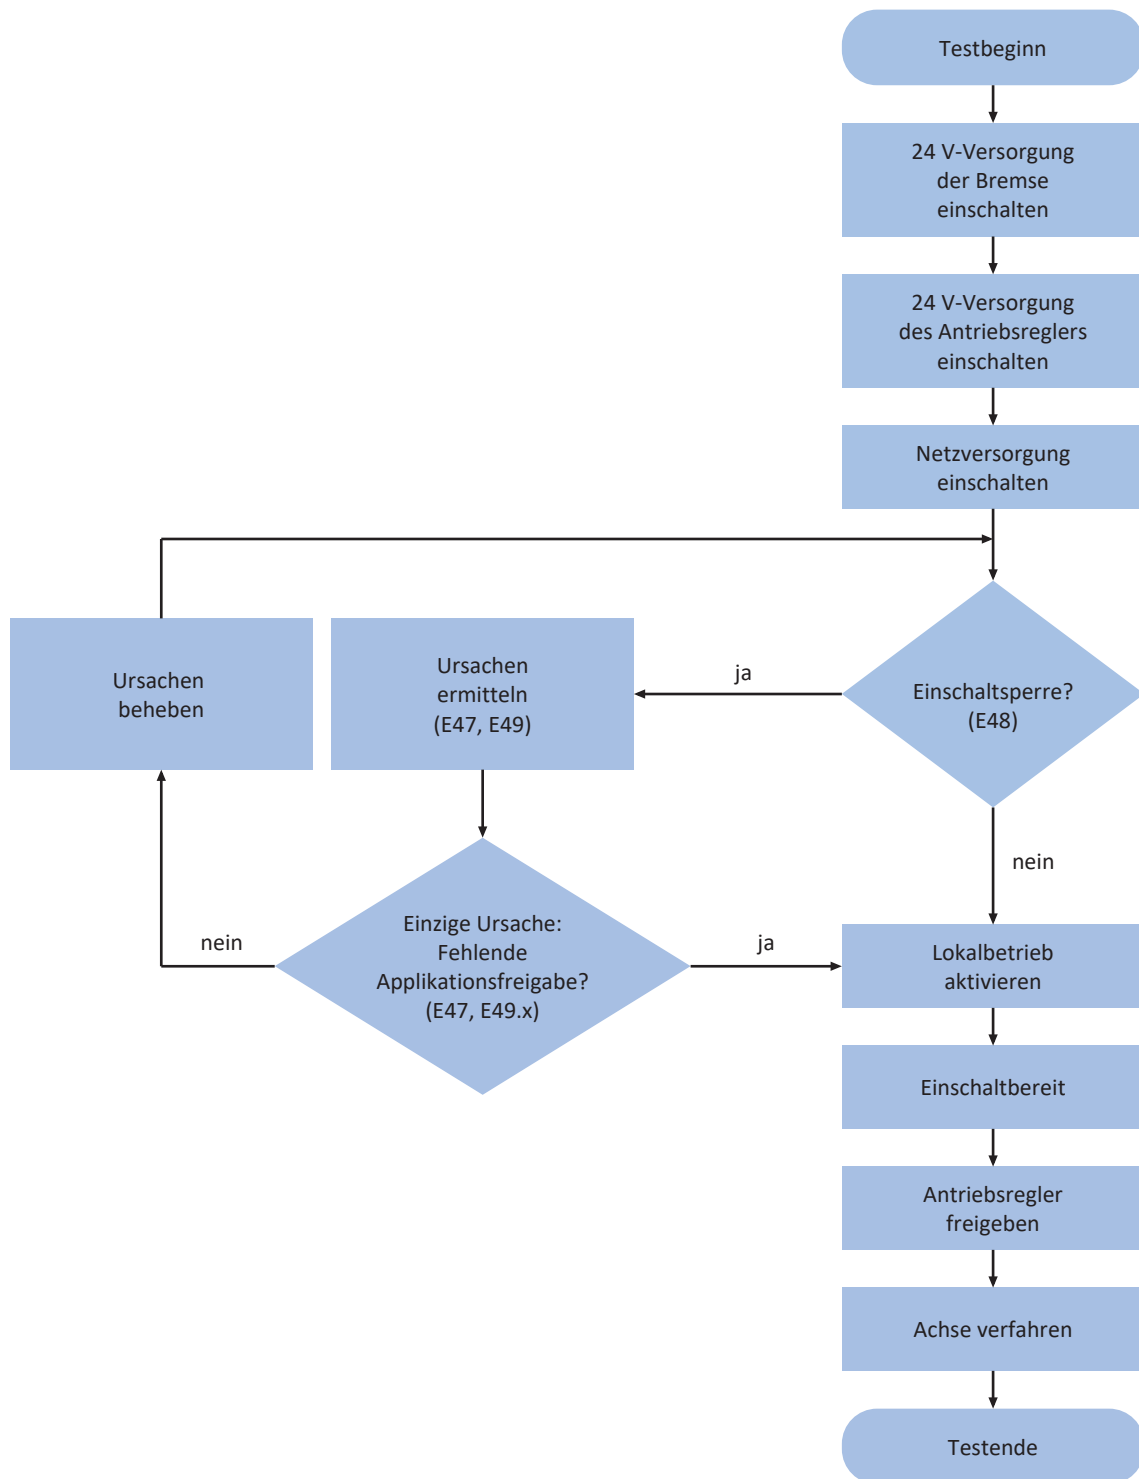 Testbeginn
24 V-Versorgung
der Bremse
einschalten
24 V-Versorgung
des Antriebsreglers
einschalten
Netzversorgung
einschalten
Einschaltsperre?
(E48)
ja
Ursachen
ermitteln
(E47, E49)
Ursachen
beheben
nein
Einzige Ursache:
Fehlende
Applikationsfreigabe?
(E47, E49.x)
nein
ja
Lokalbetrieb
aktivieren
Einschaltbereit
Antriebsregler
freigeben
Achse verfahren
Testende